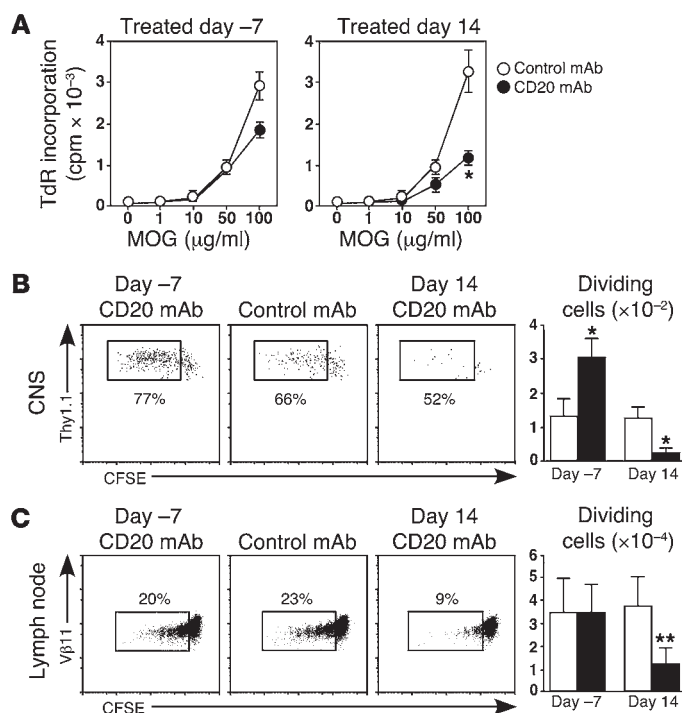 A
Treated day –7
Treated day 14
TdR incorporation
(cpm × 10⁻³)
4
3
2
1
0
0 1 10 50 100
MOG (μg/ml)
4
3
2
1
0
*
0 1 10 50 100
MOG (μg/ml)
Control mAb
CD20 mAb
B
Day –7
CD20 mAb
Control mAb
Day 14
CD20 mAb
Dividing
cells (×10⁻²)
CNS
Thy1.1
77%
66%
52%
CFSE
4
3
2
1
0
*
*
Day –7
Day 14
C
Day –7
CD20 mAb
Control mAb
Day 14
CD20 mAb
Dividing
cells (×10⁻⁴)
Lymph node
Vβ11
20%
23%
9%
CFSE
6
5
4
3
2
1
0
**
Day –7
Day 14